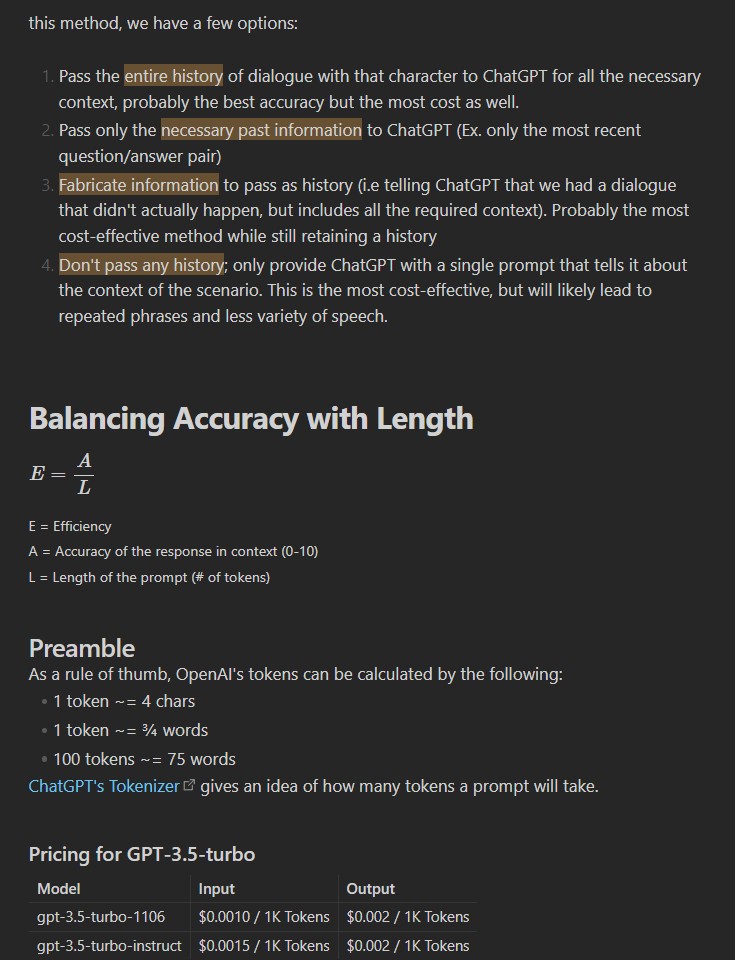 this method, we have a few options:
1. Pass the entire history of dialogue with that character to ChatGPT for all the necessary
context, probably the best accuracy but the most cost as well.
2. Pass only the necessary past information to ChatGPT (Ex. only the most recent
question/answer pair)
3. Fabricate information to pass as history (i.e telling ChatGPT that we had a dialogue
that didn't actually happen, but includes all the required context). Probably the most
cost-effective method while still retaining a history
4. Don't pass any history; only provide ChatGPT with a single prompt that tells it about
the context of the scenario. This is the most cost-effective, but will likely lead to
repeated phrases and less variety of speech.
Balancing Accuracy with Length
E = A / L
E = Efficiency
A = Accuracy of the response in context (0-10)
L = Length of the prompt (# of tokens)
Preamble
As a rule of thumb, OpenAI's tokens can be calculated by the following:
• 1 token ~= 4 chars
• 1 token ~= ¾ words
• 100 tokens ~= 75 words
ChatGPT's Tokenizer gives an idea of how many tokens a prompt will take.
Pricing for GPT-3.5-turbo
Model Input Output
gpt-3.5-turbo-1106 $0.0010 / 1K Tokens $0.002 / 1K Tokens
gpt-3.5-turbo-instruct $0.0015 / 1K Tokens $0.002 / 1K Tokens